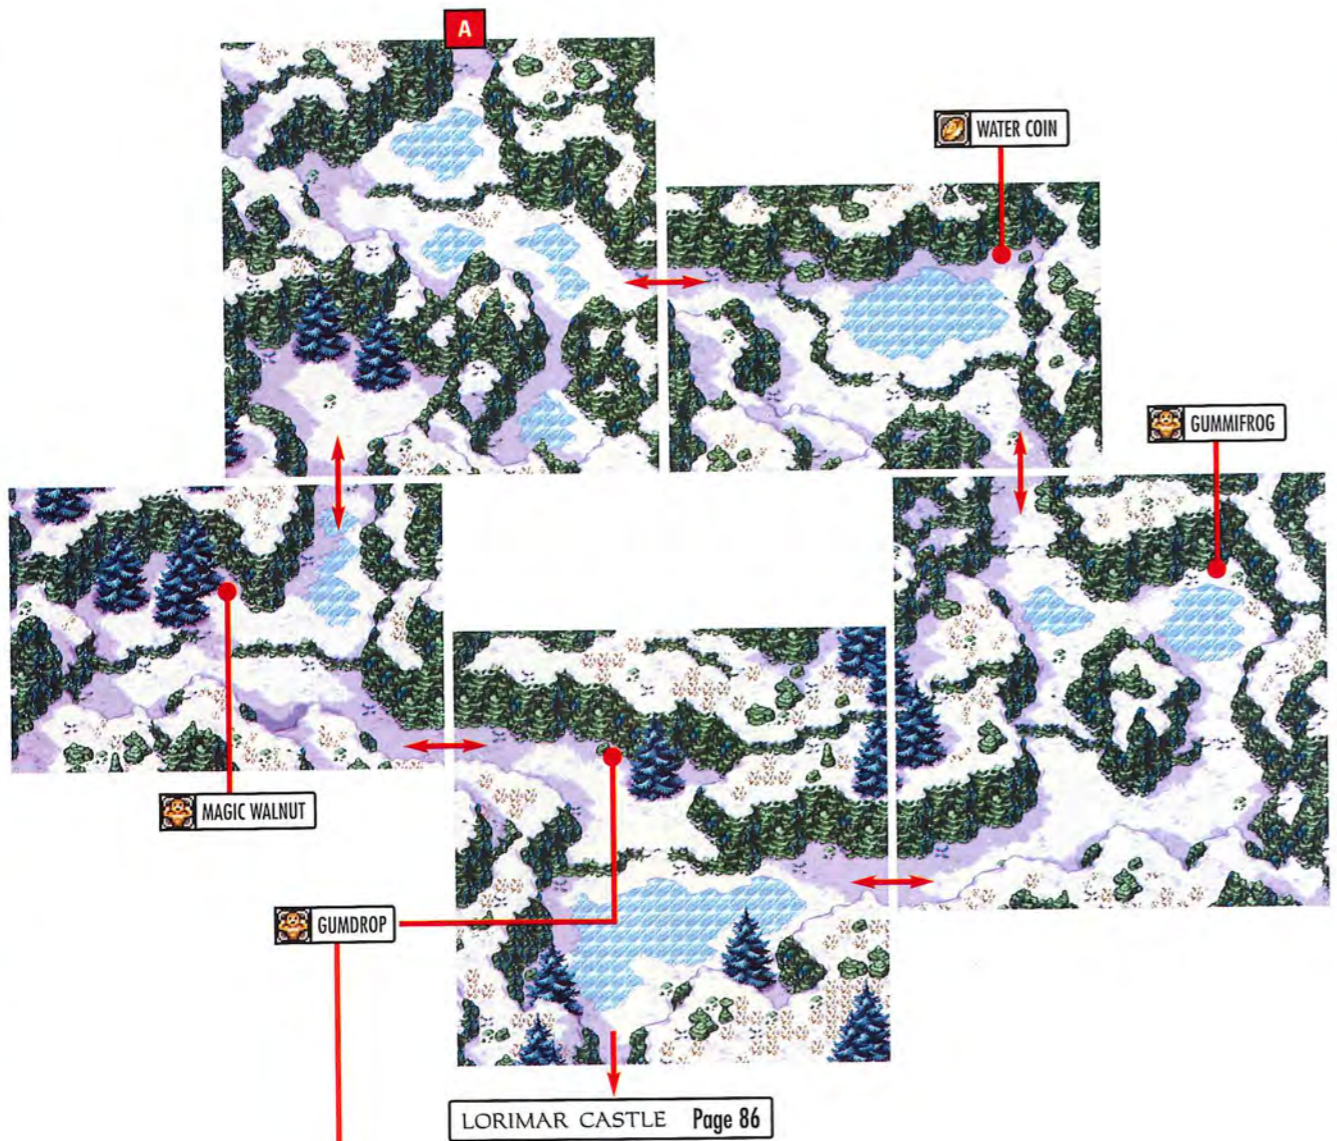 A
WATER COIN
GUMMIFROG
MAGIC WALNUT
GUMDROP
LORIMAR CASTLE Page 86